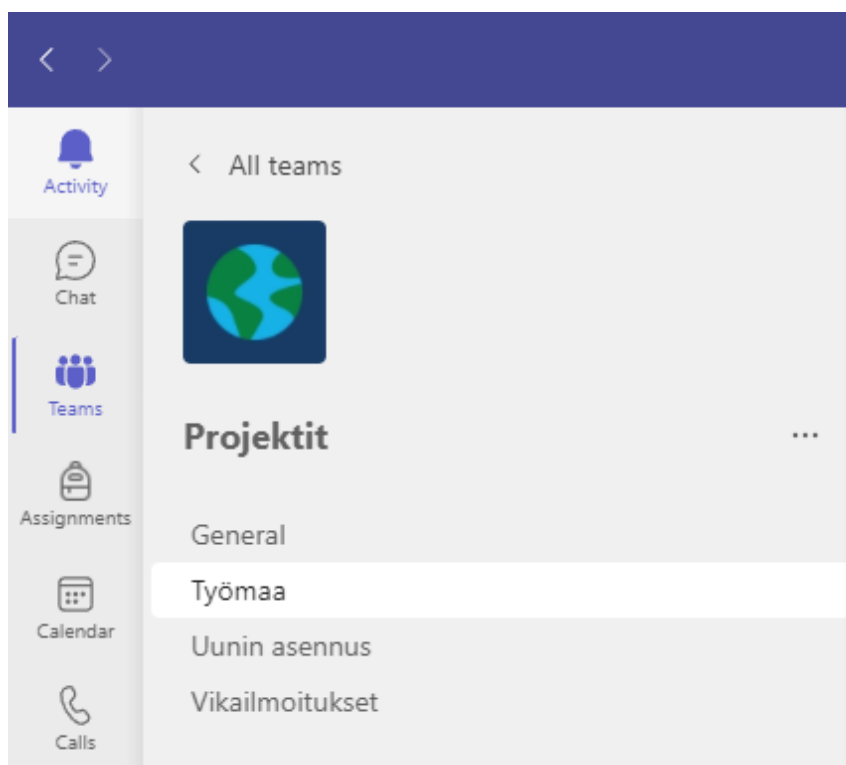 Activity
Chat
Teams
Assignments
Calendar
Calls
All teams
Projektit
General
Työmaa
Uunin asennus
Vikailmoitukset